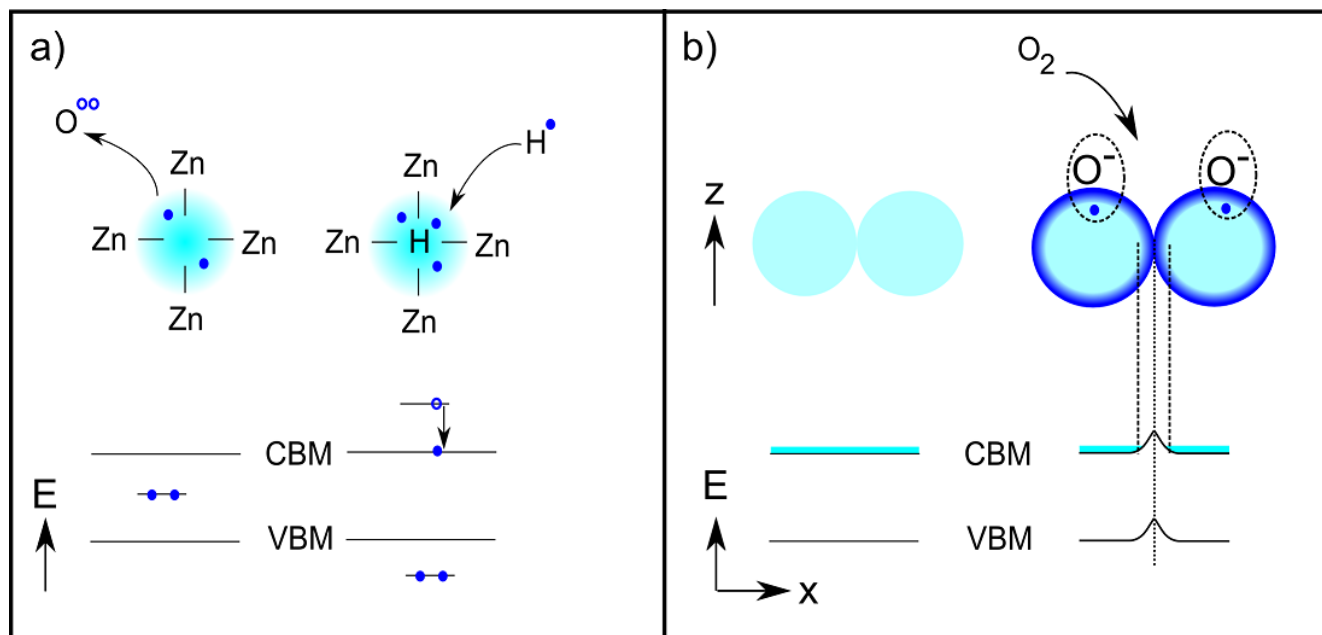 a)
O
H
Zn
Zn
Zn
Zn
Zn
Zn
H
Zn
Zn
CBM
VBM
E
b)
O2
O-
O-
z
CBM
VBM
E
x